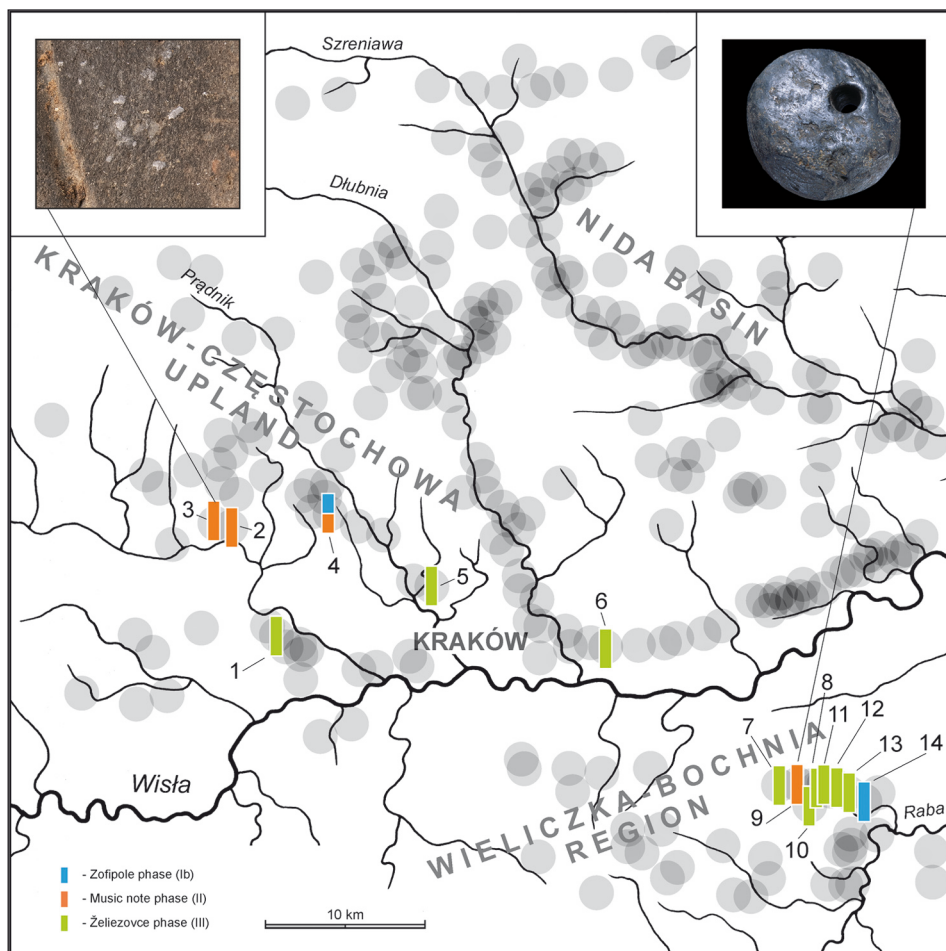 Szreniawa
Dłubnia
Prądnik
NIDA BASIN
KRAKÓW-CZĘSTOCHOWA
UPLAND
3
2
4
5
6
KRAKÓW
1
8
11
12
7
13
14
9
10
Wisła
WIELICZKA-BOCHNIA
REGION
Raba
- Zofipole phase (Ib)
- Music note phase (II)
- Želiezovce phase (III)
10 km